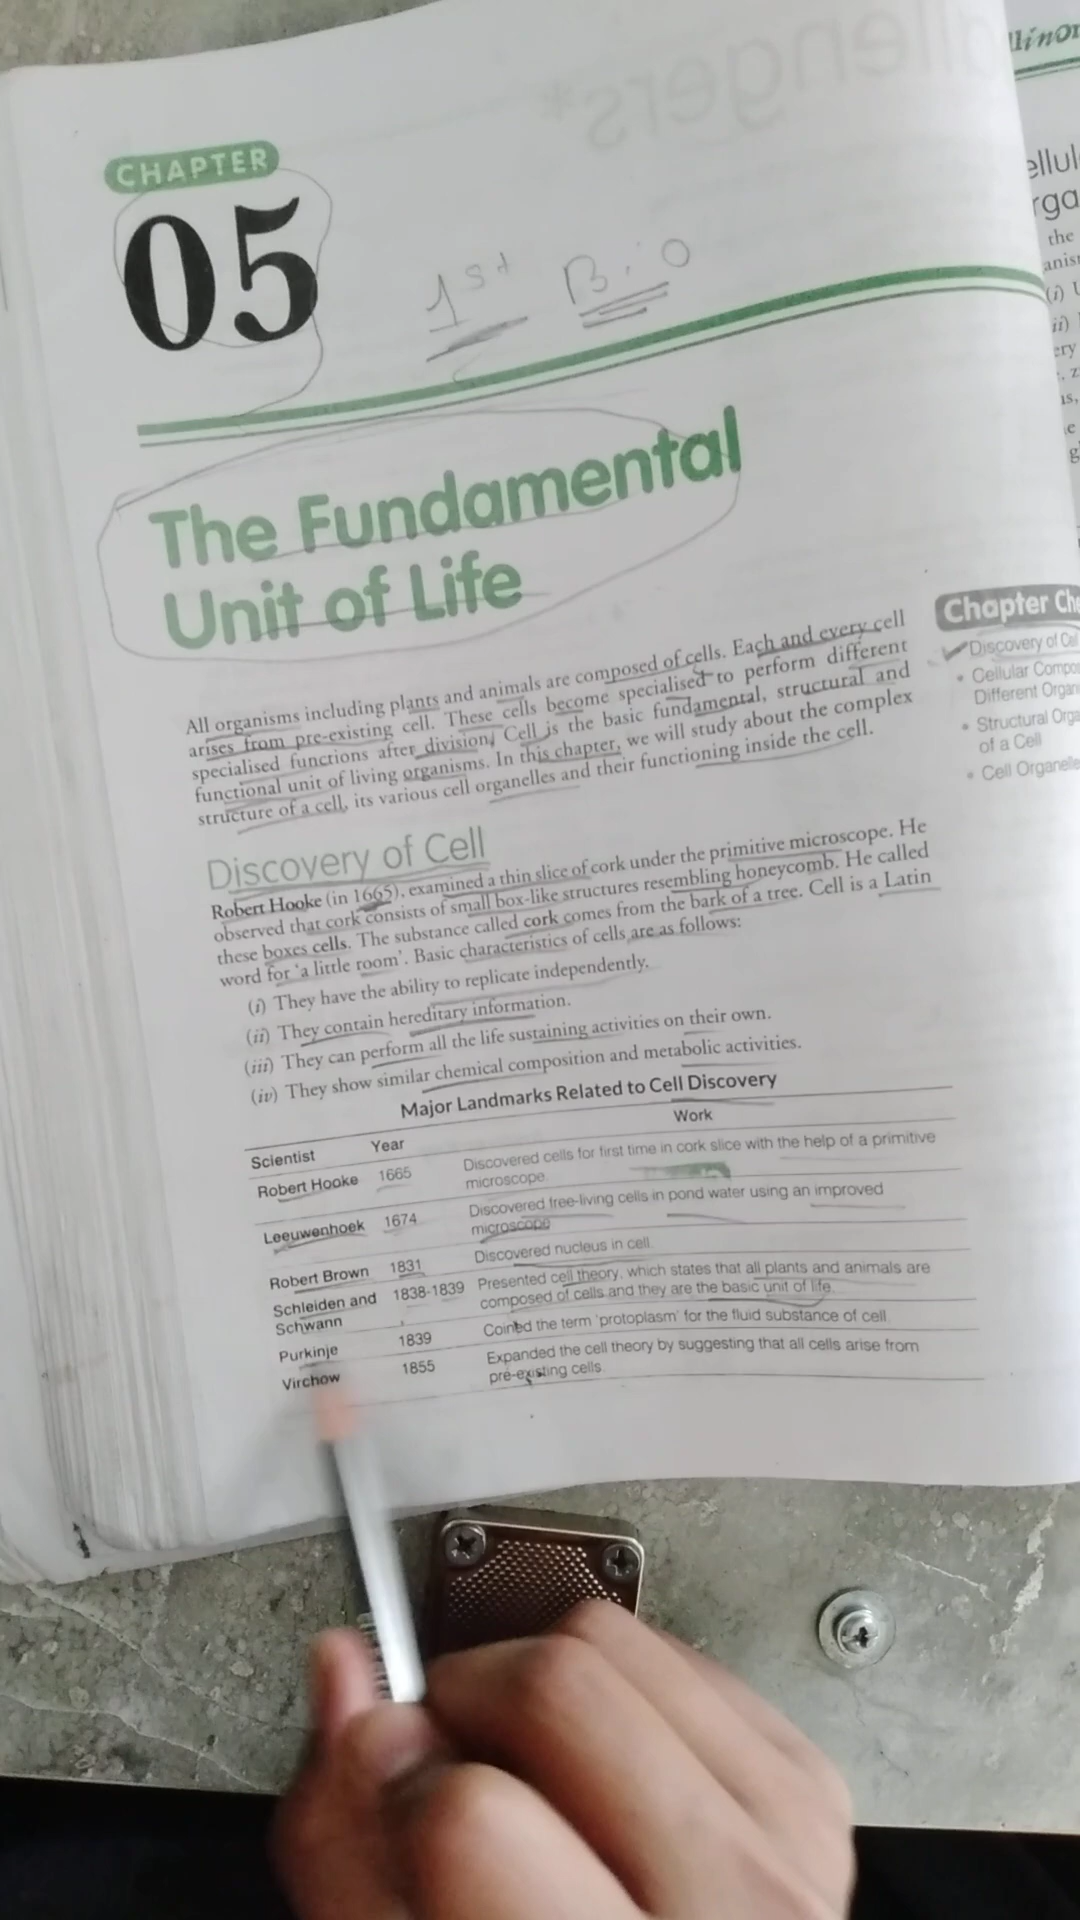 CHAPTER
05
1st B.O
The Fundamental
Unit of Life
All organisms including plants and animals are composed of cells. Each and every cell
arises from pre-existing cell. These cells become specialised to perform different
specialised functions after division. Cell is the basic fundamental, structural and
functional unit of living organisms. In this chapter, we will study about the complex
structure of a cell, its various cell organelles and their functioning inside the cell.
Discovery of Cell
Robert Hooke (in 1665), examined a thin slice of cork under the primitive microscope. He
observed that cork consists of small box-like structures resembling honeycomb. He called
these boxes cells. The substance called cork comes from the bark of a tree. Cell is a Latin
word for 'a little room'. Basic characteristics of cells are as follows:
(i) They have the ability to replicate independently.
(ii) They contain hereditary information.
(iii) They can perform all the life sustaining activities on their own.
(iv) They show similar chemical composition and metabolic activities.
Major Landmarks Related to Cell Discovery
Scientist Year Work
Robert Hooke 1665 Discovered cells for first time in cork slice with the help of a primitive
microscope.
Leeuwenhoek 1674 Discovered free-living cells in pond water using an improved
microscope
Robert Brown 1831 Discovered nucleus in cell.
Schleiden and 1838-1839 Presented cell theory, which states that all plants and animals are
Schwann composed of cells and they are the basic unit of life.
Purkinje 1839 Coined the term 'protoplasm' for the fluid substance of cell.
Virchow 1855 Expanded the cell theory by suggesting that all cells arise from
pre-existing cells.
Chapter
Discovery of
• Cellular
Different
• Structural
of a Cell
• Cell
the
(i)
ii)